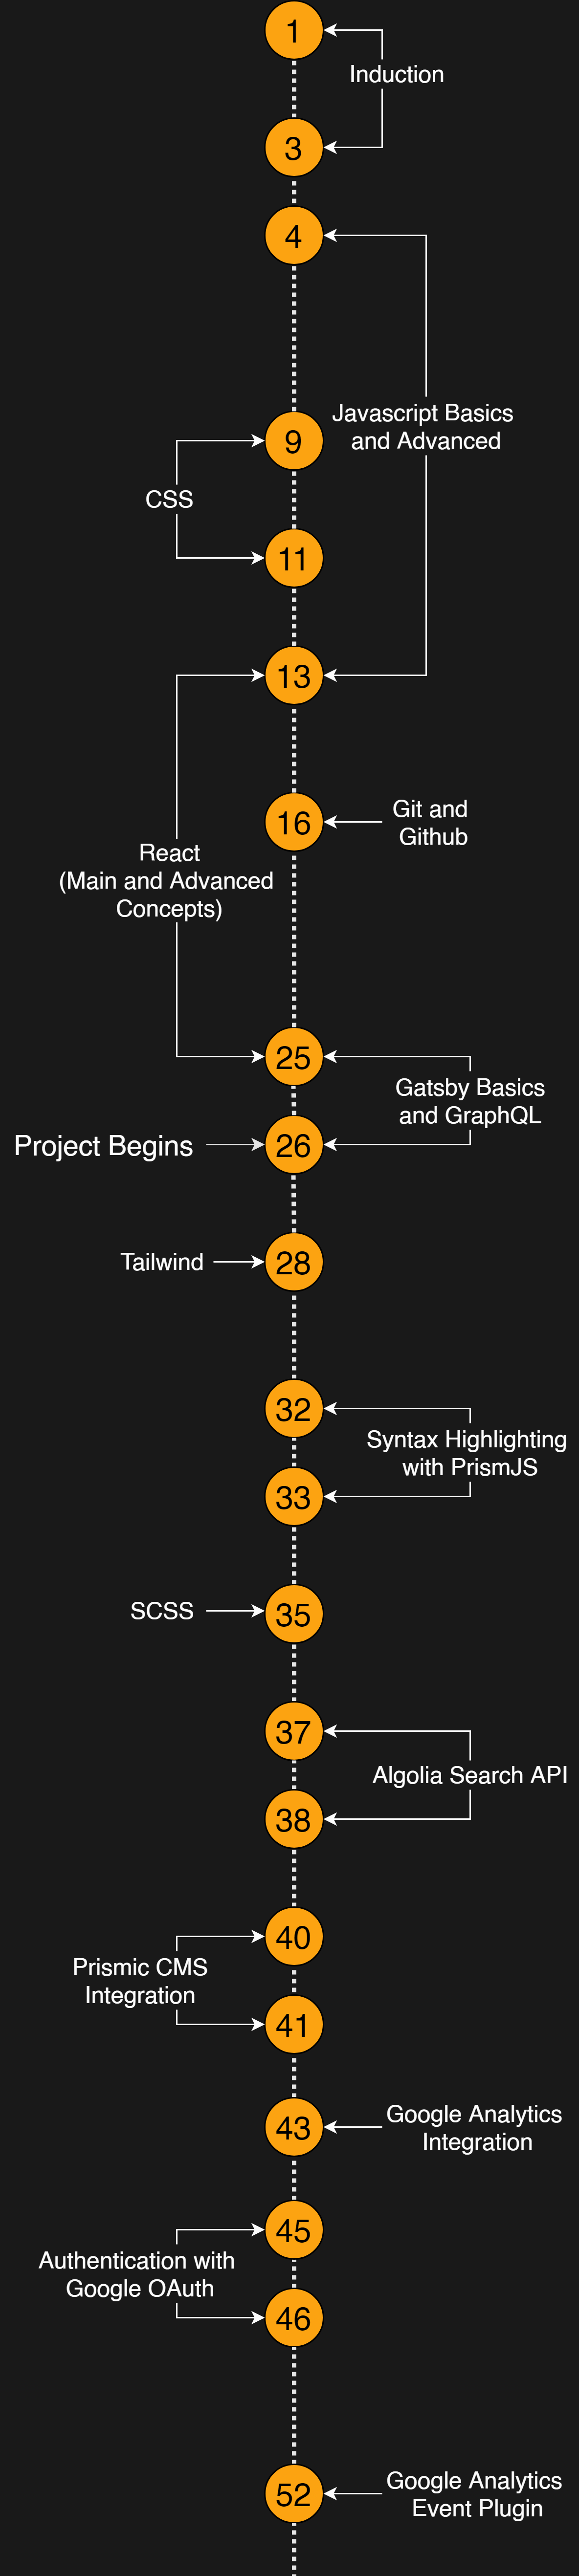 1
Induction
3
4
Javascript Basics
and Advanced
9
CSS
11
13
16
Git and
Github
React
(Main and Advanced
Concepts)
25
Gatsby Basics
and GraphQL
Project Begins
26
Tailwind
28
32
Syntax Highlighting
with PrismJS
33
SCSS
35
37
Algolia Search API
38
40
Prismic CMS
Integration
41
43
Google Analytics
Integration
45
Authentication with
Google OAuth
46
52
Google Analytics
Event Plugin